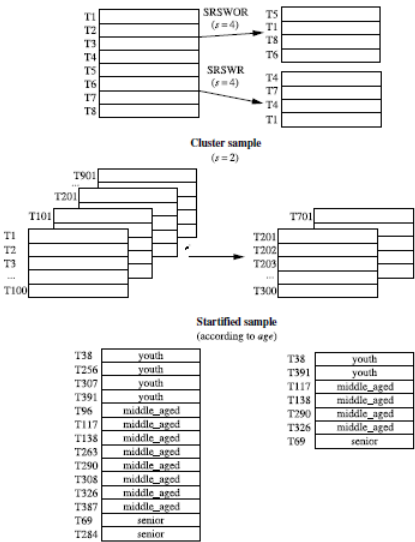 SRSWOR
(s=4)
T1
T2
T3
T4
T5
T6
T7
T8
T5
T1
T8
T6
SRSWR
(s=4)
T4
T7
T4
T1
Cluster sample
(s=2)
T901
...
T201
T101
T1
T2
T3
...
T100
T701
T201
T202
T203
...
T300
Startified sample
(according to age)
T38 youth
T256 youth
T307 youth
T391 youth
T96 middle_aged
T117 middle_aged
T138 middle_aged
T263 middle_aged
T290 middle_aged
T308 middle_aged
T326 middle_aged
T387 middle_aged
T69 senior
T284 senior
T38 youth
T391 youth
T117 middle_aged
T138 middle_aged
T290 middle_aged
T326 middle_aged
T69 senior